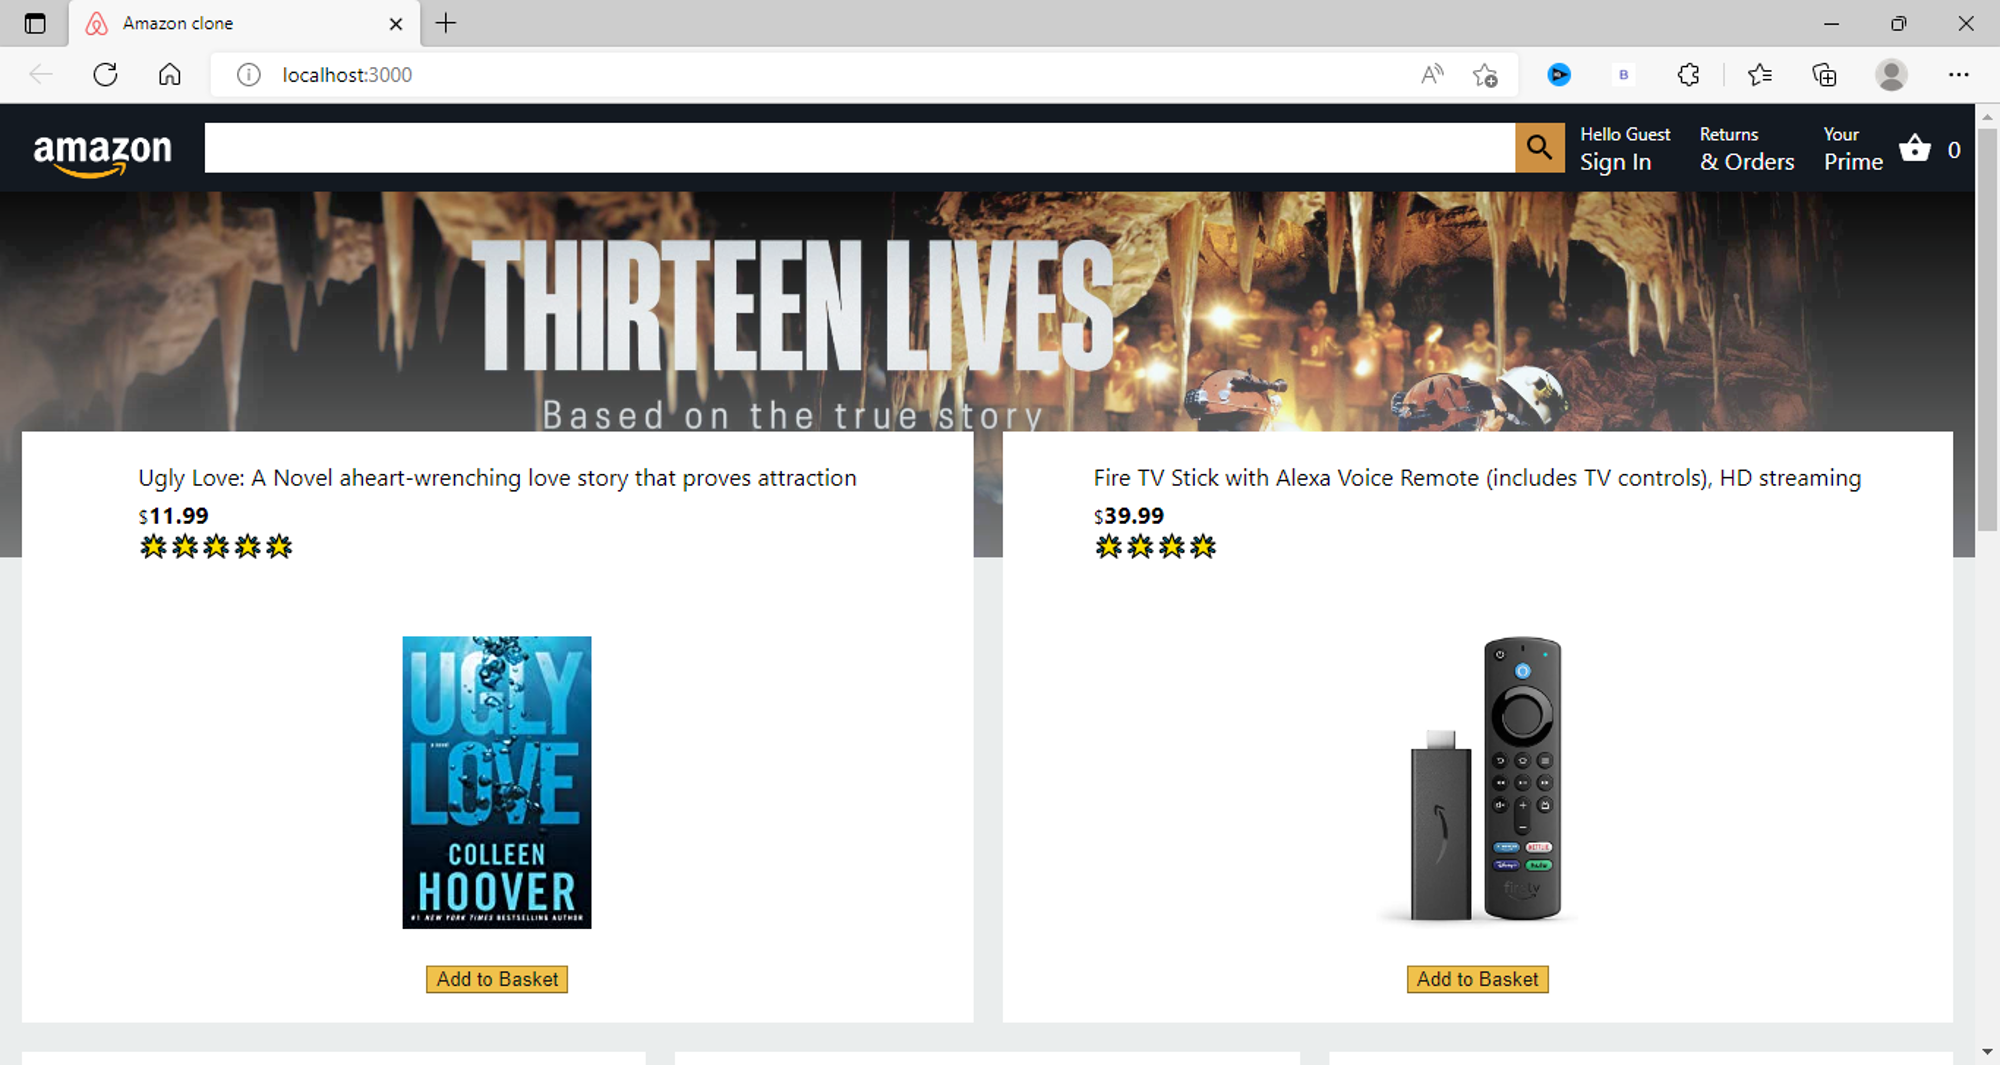 Amazon clone
localhost:3000
B
amazon
Hello Guest
Sign In
Returns
& Orders
Your
Prime
0
THIRTEEN LIVES
Based on the true story
Ugly Love: A Novel aheart-wrenching love story that proves attraction
$11.99
UGLY
LOVE
COLLEEN
HOOVER
#1 NEW YORK TIMES BESTSELLING AUTHOR
Add to Basket
Fire TV Stick with Alexa Voice Remote (includes TV controls), HD streaming
$39.99
NETFLIX
hulu
firetv
Add to Basket